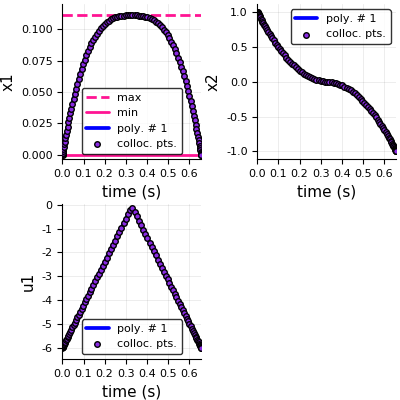 x1
0.100
0.075
0.050
0.025
0.000
max
min
poly. # 1
colloc. pts.
0.0 0.1 0.2 0.3 0.4 0.5 0.6
time (s)
x2
1.0
0.5
0.0
-0.5
-1.0
poly. # 1
colloc. pts.
0.0 0.1 0.2 0.3 0.4 0.5 0.6
time (s)
u1
0
-1
-2
-3
-4
-5
-6
poly. # 1
colloc. pts.
0.0 0.1 0.2 0.3 0.4 0.5 0.6
time (s)